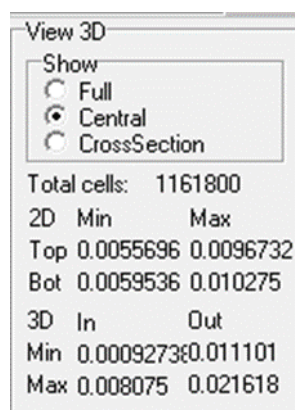 View 3D
Show
Full
Central
CrossSection
Total cells: 1161800
2D Min Max
Top 0.0055696 0.0096732
Bot 0.0059536 0.010275
3D In Out
Min 0.00092738 0.011101
Max 0.008075 0.021618